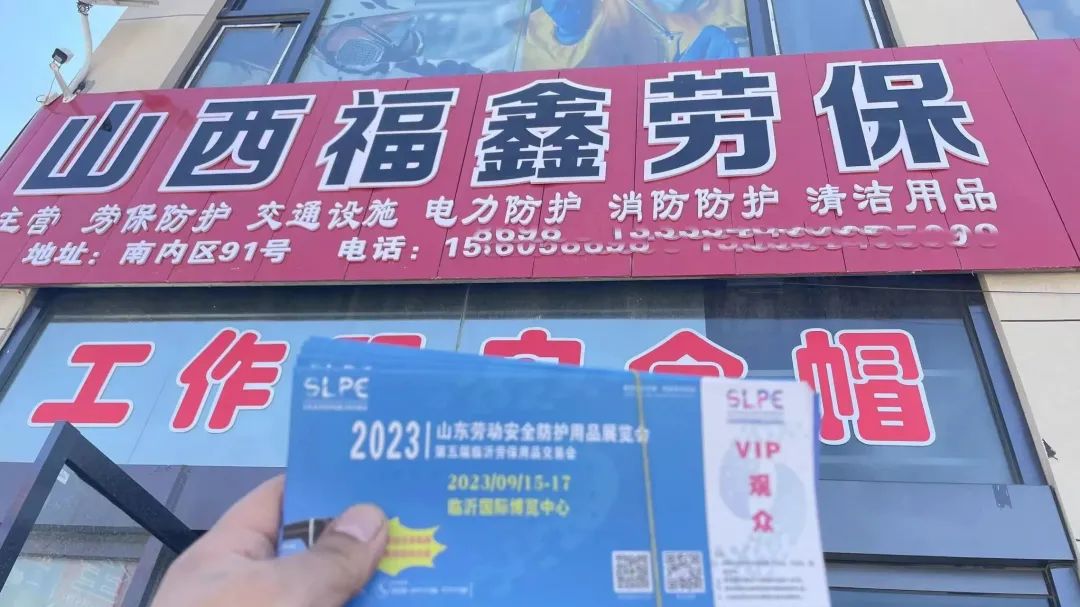 山西福鑫劳保
主营 劳保防护 交通设施 电力防护 消防防护 清洁用品
地址：南内区91号 电话：
工作 安全帽
SLPE
2023 山东劳动安全防护用品展览会
第五届临沂劳保用品交易会
2023/09/15-17
临沂国际博览中心
SLPE
VIP
观
众